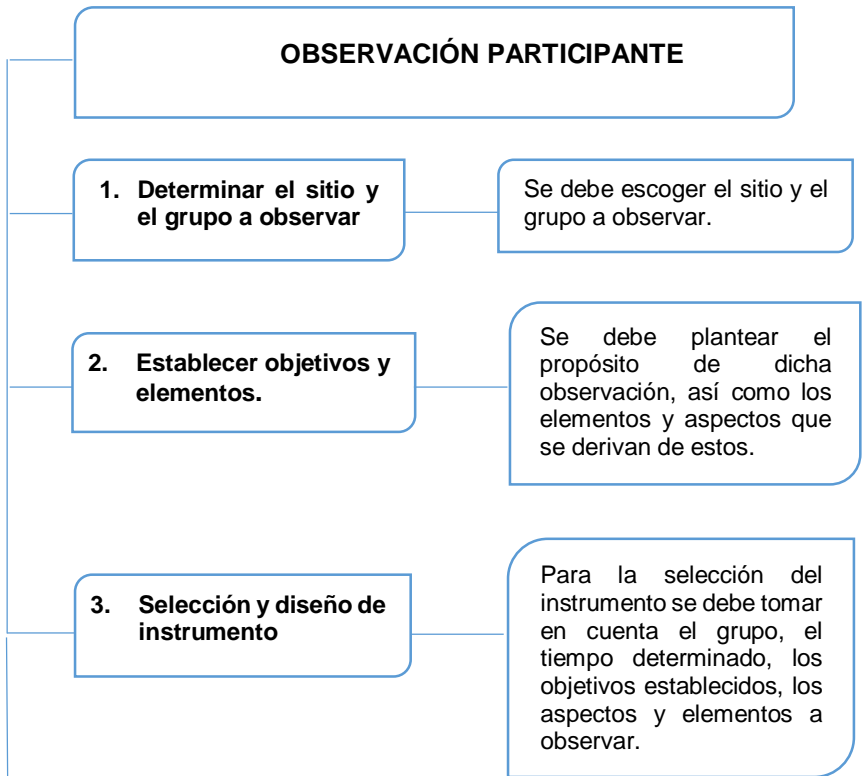 OBSERVACIÓN PARTICIPANTE
1. Determinar el sitio y
el grupo a observar
Se debe escoger el sitio y el
grupo a observar.
2. Establecer objetivos y
elementos.
Se debe plantear el
propósito de dicha
observación, así como los
elementos y aspectos que
se derivan de estos.
3. Selección y diseño de
instrumento
Para la selección del
instrumento se debe tomar
en cuenta el grupo, el
tiempo determinado, los
objetivos establecidos, los
aspectos y elementos a
observar.